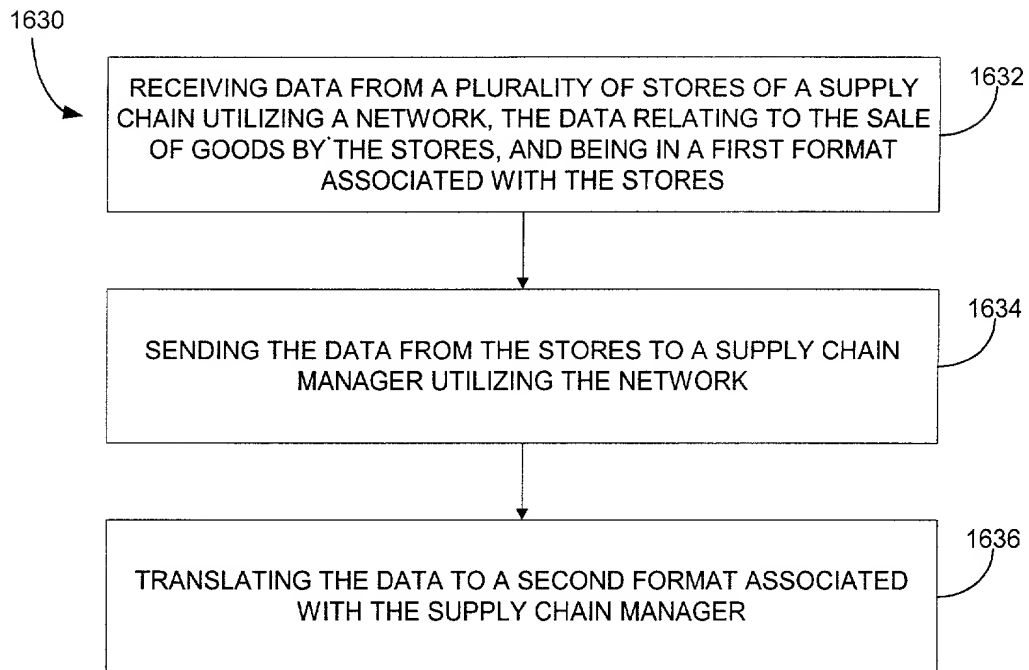 1630
RECEIVING DATA FROM A PLURALITY OF STORES OF A SUPPLY
CHAIN UTILIZING A NETWORK, THE DATA RELATING TO THE SALE
OF GOODS BY THE STORES, AND BEING IN A FIRST FORMAT
ASSOCIATED WITH THE STORES
1632
SENDING THE DATA FROM THE STORES TO A SUPPLY CHAIN
MANAGER UTILIZING THE NETWORK
1634
TRANSLATING THE DATA TO A SECOND FORMAT ASSOCIATED
WITH THE SUPPLY CHAIN MANAGER
1636